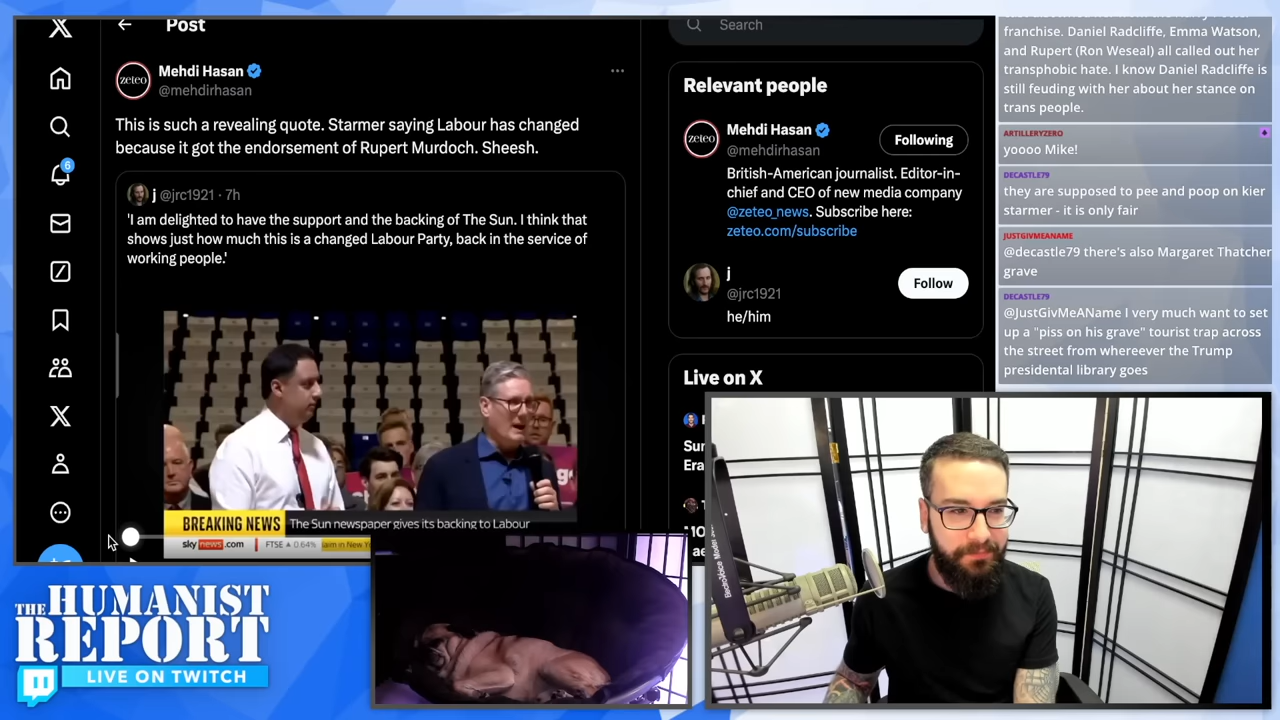 Post
Mehdi Hasan
@mehdirhasan
zeteo
This is such a revealing quote. Starmer saying Labour has changed
because it got the endorsement of Rupert Murdoch. Sheesh.
j @jrc1921 · 7h
'I am delighted to have the support and the backing of The Sun. I think that
shows just how much this is a changed Labour Party, back in the service of
working people.'
BREAKING NEWS The Sun newspaper gives its backing to Labour
sky news.com FTSE 0.64%
6
Search
Relevant people
zeteo
Mehdi Hasan
@mehdirhasan
Following
British-American journalist. Editor-in-
chief and CEO of new media company
@zeteo_news. Subscribe here:
zeteo.com/subscribe
j
@jrc1921
Follow
he/him
Live on X
franchise. Daniel Radcliffe, Emma Watson,
and Rupert (Ron Weseal) all called out her
transphobic hate. I know Daniel Radcliffe is
still feuding with her about her stance on
trans people.
ARTILLERYZERO
yoooo Mike!
DECASTLE79
they are supposed to pee and poop on kier
starmer - it is only fair
JUSTGIVMEANAME
@decastle79 there's also Margaret Thatcher
grave
DECASTLE79
@JustGivMeAName I very much want to set
up a "piss on his grave" tourist trap across
the street from whereever the Trump
presidential library goes
THE HUMANIST
REPORT
LIVE ON TWITCH